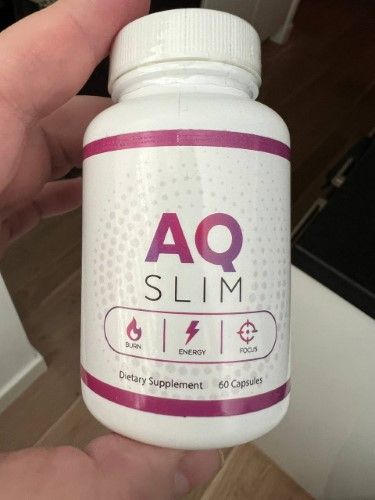 AQ
SLIM
BURN
ENERGY
FOCUS
Dietary Supplement 60 Capsules